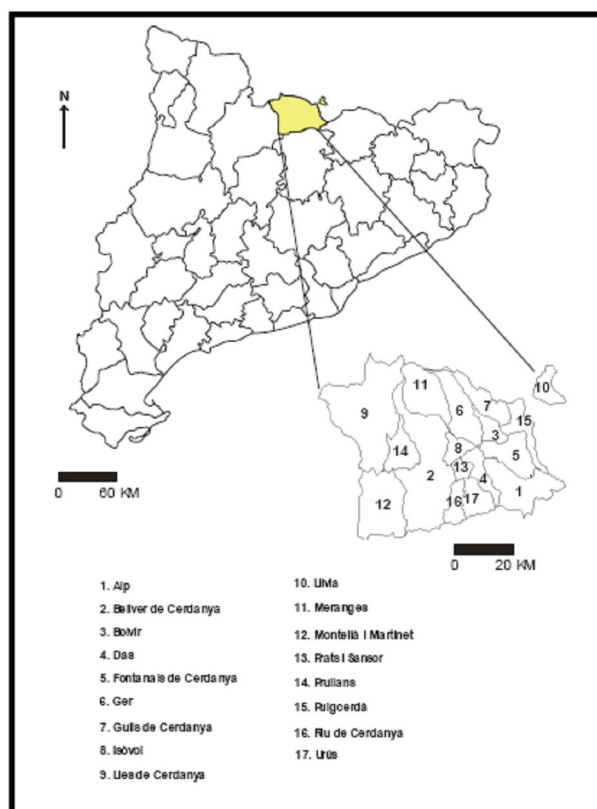 N
10
11
9
7
6
15
3
8
14
5
13
2
4
1
12
16
17
0 60 KM
0 20 KM
1. Alp
2. Bellver de Cerdanya
3. Bolvir
4. Das
5. Fontanals de Cerdanya
6. Ger
7. Guils de Cerdanya
8. Isòvol
9. Lles de Cerdanya
10. Llívia
11. Meranges
12. Montellà i Martinet
13. Prats i Sansor
14. Prullans
15. Puigcerdà
16. Riu de Cerdanya
17. Urús